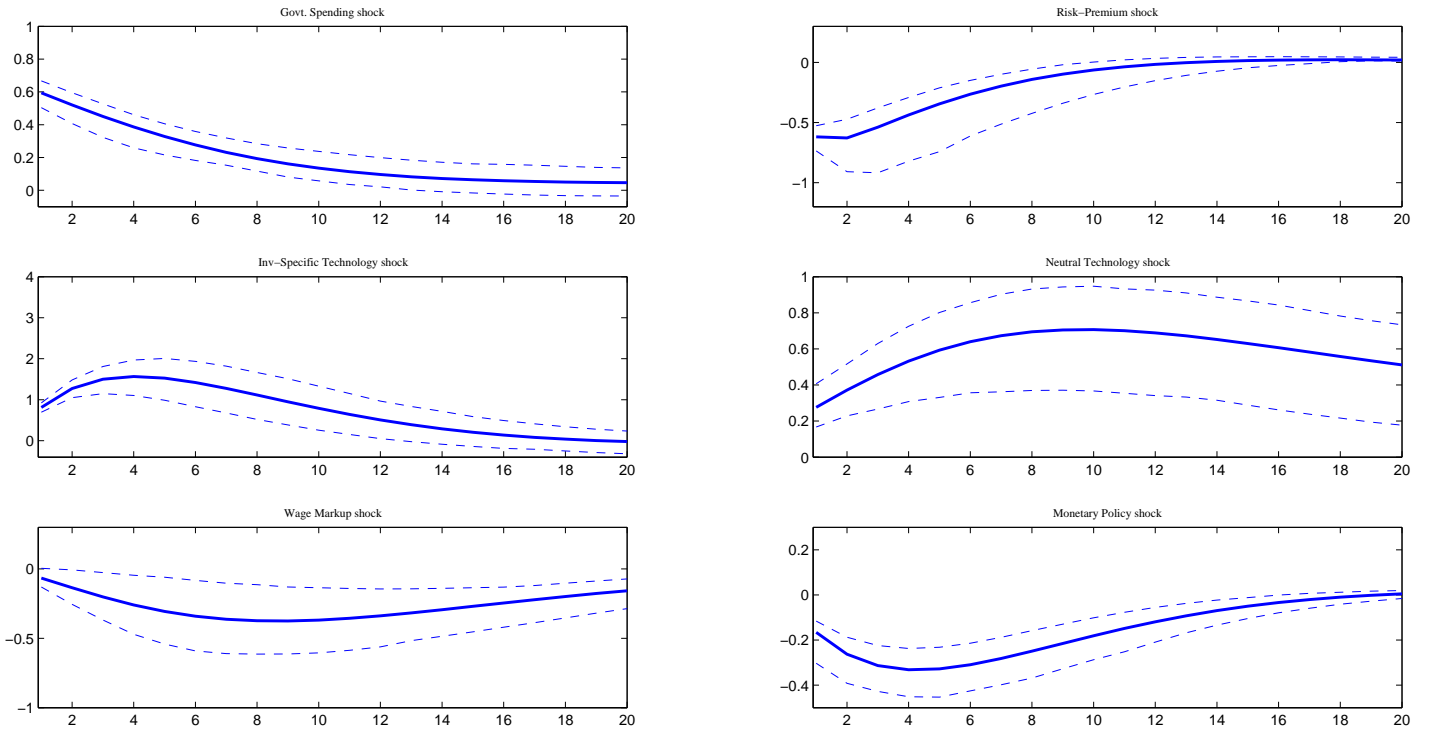 Govt. Spending shock
1
0.8
0.6
0.4
0.2
0
2 4 6 8 10 12 14 16 18 20
Risk−Premium shock
0
−0.5
−1
2 4 6 8 10 12 14 16 18 20
Inv−Specific Technology shock
4
3
2
1
0
2 4 6 8 10 12 14 16 18 20
Neutral Technology shock
1
0.8
0.6
0.4
0.2
0
2 4 6 8 10 12 14 16 18 20
Wage Markup shock
0
−0.5
−1
2 4 6 8 10 12 14 16 18 20
Monetary Policy shock
0.2
0
−0.2
−0.4
2 4 6 8 10 12 14 16 18 20